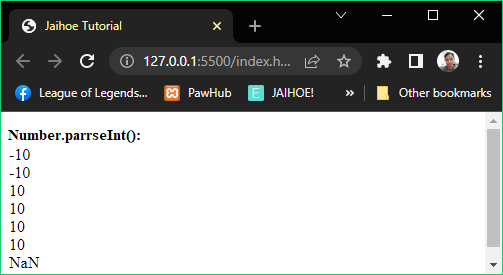 Jaihoe Tutorial
127.0.0.1:5500/index.h...
League of Legends...
PawHub
JAIHOE!
Other bookmarks
Number.parrseInt():
-10
-10
10
10
10
10
NaN